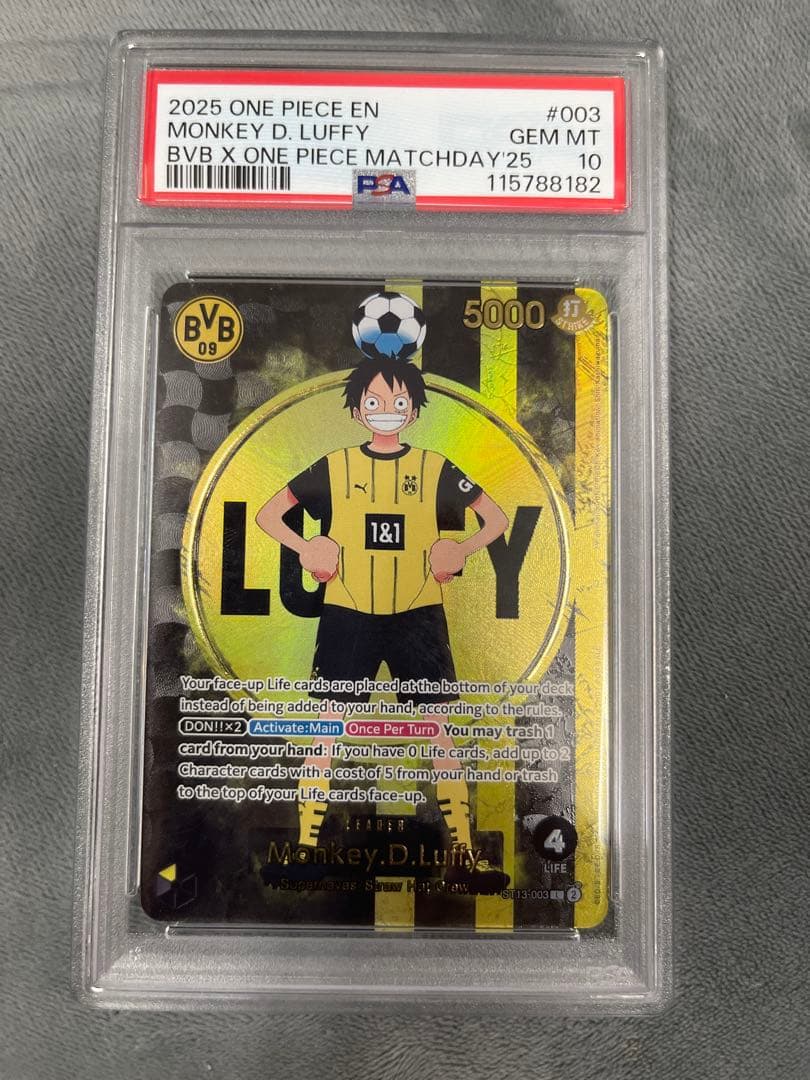 2025 ONE PIECE EN #003
MONKEY D. LUFFY GEM MT
BVB X ONE PIECE MATCHDAY'25 10
PSA 115788182
BVB 09
5000 打
STRIKE
LUFFY
BVB
G
1&1
Your face-up Life cards are placed at the bottom of your deck
instead of being added to your hand, according to the rules.
DON!!×2 Activate:Main Once Per Turn You may trash 1
card from your hand: If you have 0 Life cards, add up to 2
Character cards with a cost of 5 from your hand or trash
to the top of your Life cards face-up.
LEADER
Monkey.D.Luffy
Supernovas/Straw Hat Crew
4
LIFE
ST13-003 L 2